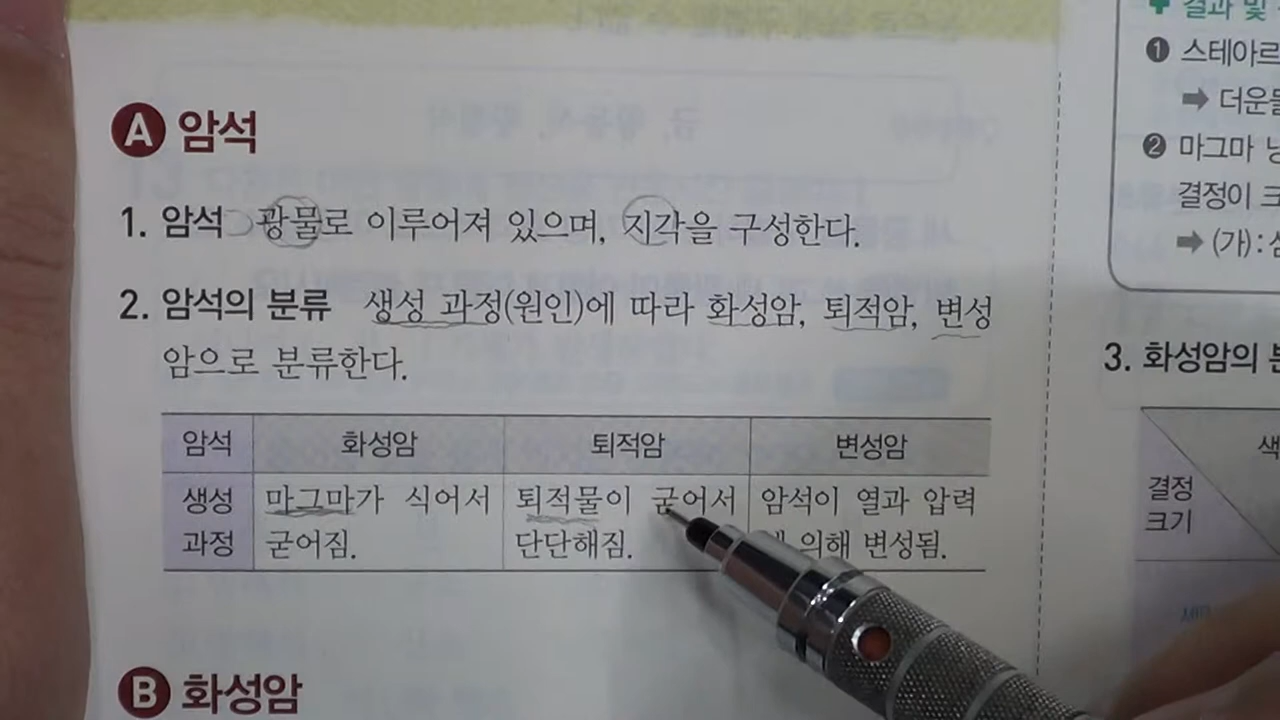 A 암석
1. 암석 광물로 이루어져 있으며, 지각을 구성한다.
2. 암석의 분류 생성 과정(원인)에 따라 화성암, 퇴적암, 변성
암으로 분류한다.
암석 화성암 퇴적암 변성암
생성 마그마가 식어서 퇴적물이 굳어서 암석이 열과 압력
과정 굳어짐. 단단해짐. 의해 변성됨.
B 화성암
결과 및
❶ 스테아르
➡ 더운
❷ 마그마
결정이
➡ (가):
3. 화성암의
색
결정
크기